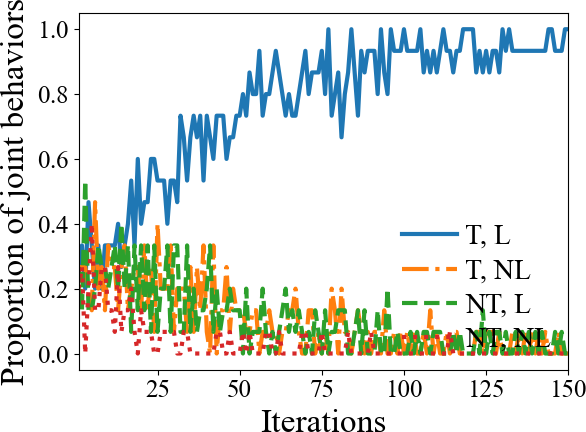 Proportion of joint behaviors
1.0
0.8
0.6
0.4
0.2
0.0
T, L
T, NL
NT, L
NT, NL
25
50
75
100
125
150
Iterations